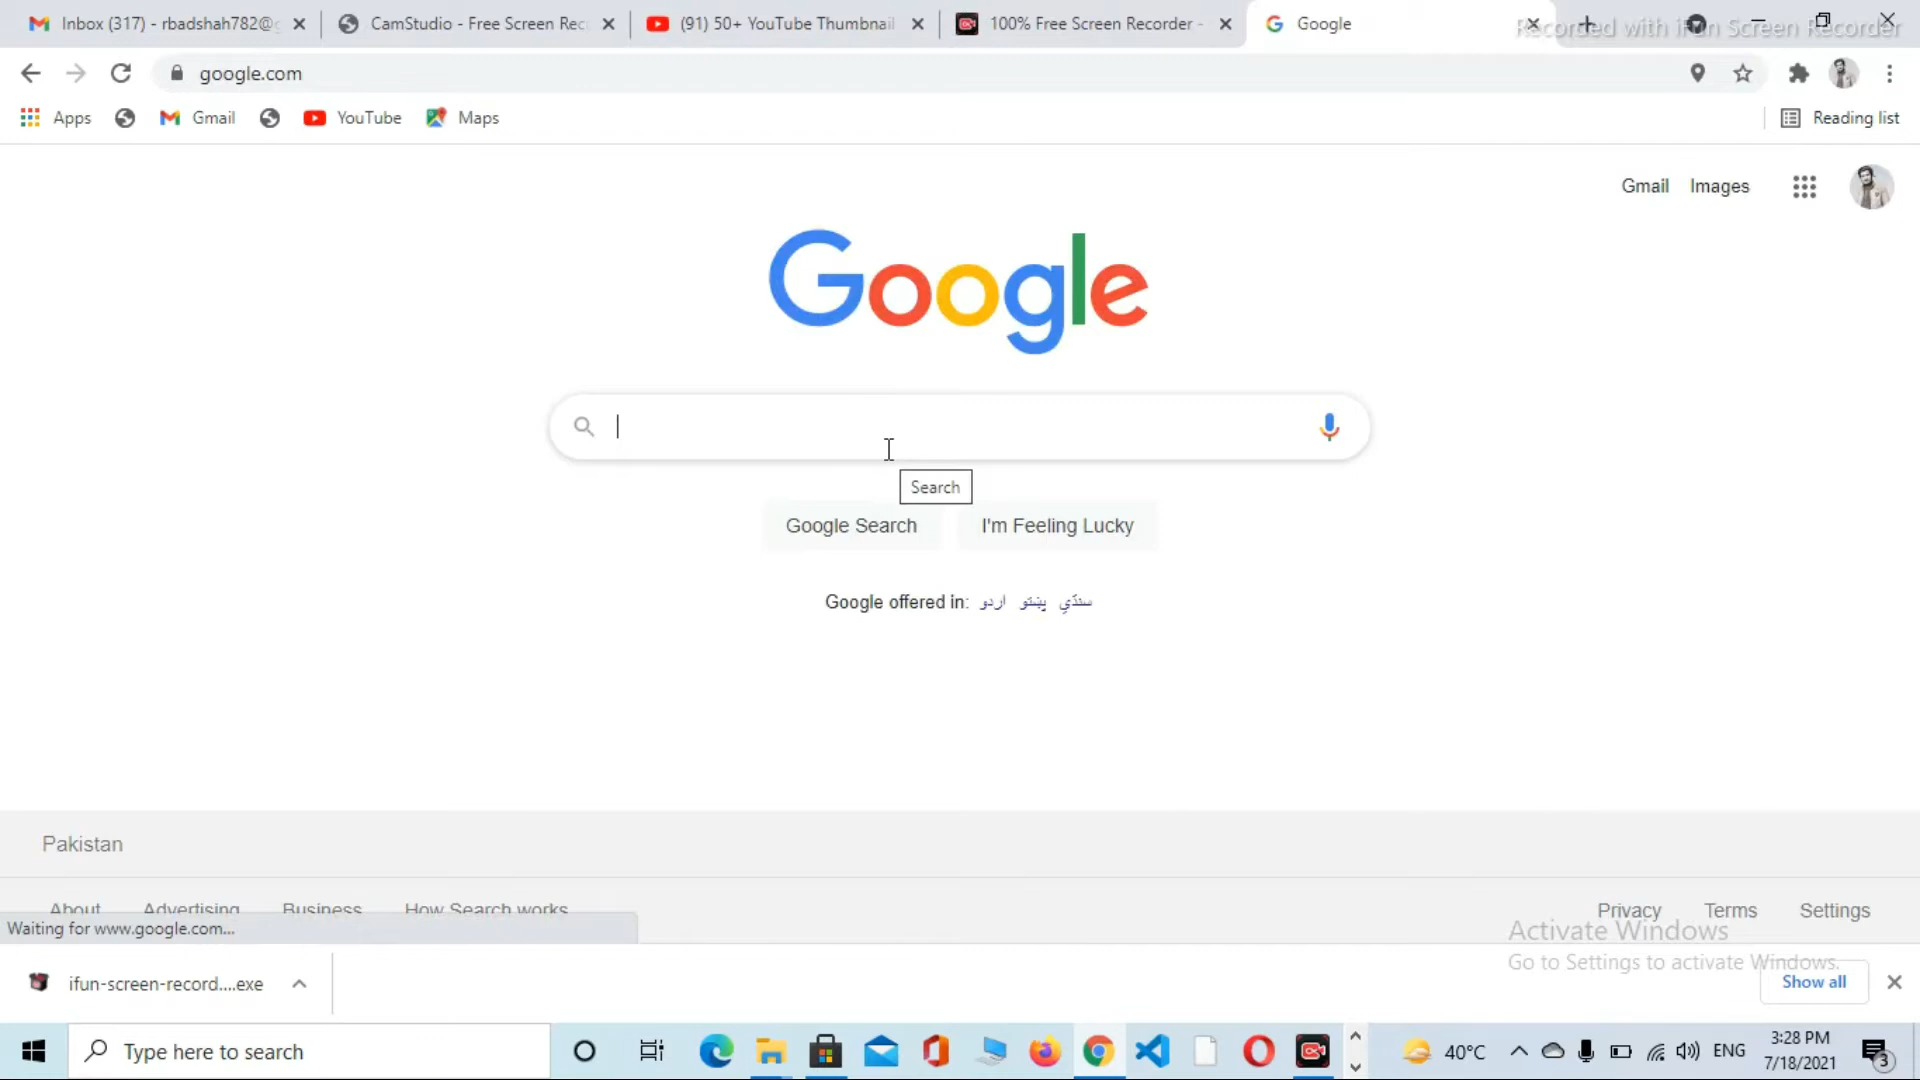 Inbox (317) - rbadshah782@
CamStudio - Free Screen Rec
(91) 50+ YouTube Thumbnail
100% Free Screen Recorder -
Google
Recorded with iFun Screen Recorder
google.com
Apps
Gmail
YouTube
Maps
Reading list
Gmail
Images
Google
Search
Google Search
I'm Feeling Lucky
Google offered in: اردو پښتو سنڌي
Pakistan
About
Advertising
Business
How Search works
Privacy
Terms
Settings
Waiting for www.google.com...
Activate Windows
Go to Settings to activate Windows.
ifun-screen-record....exe
Show all
Type here to search
40°C
ENG
3:28 PM
7/18/2021
3